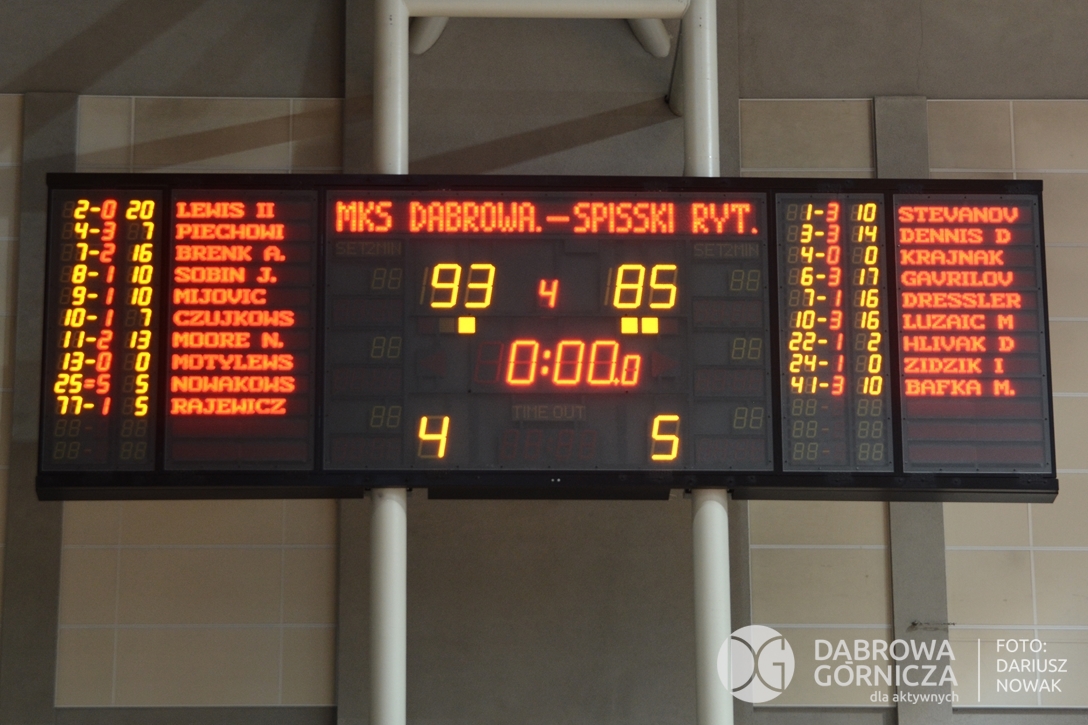 MKS DABROWA.-SPISSKI RYT.
2-0 20 LEWIS II
4-3 7 PIECHOWI
7-2 16 BRENK A.
8-1 10 SOBIN J.
9-1 10 MIJOVIC
10-1 7 CZUJKOWS
11-2 13 MOORE N.
13-0 0 MOTYLEWS
25=5 5 NOWAKOWS
77-1 5 RAJEWICZ
SET2MIN SET2MIN
93 4 85
0:00.0
TIME OUT
4 5
1-3 10 STEVANOV
3-3 14 DENNIS D
4-0 0 KRAJNAK
6-3 17 GAVRILOV
7-1 16 DRESSLER
10-3 16 LUZAIC M
22-1 2 HLIVAK D
24-1 0 ZIDZIK I
41-3 10 BAFKA M.
DG DĄBROWA
GÓRNICZA
dla aktywnych
FOTO:
DARIUSZ
NOWAK